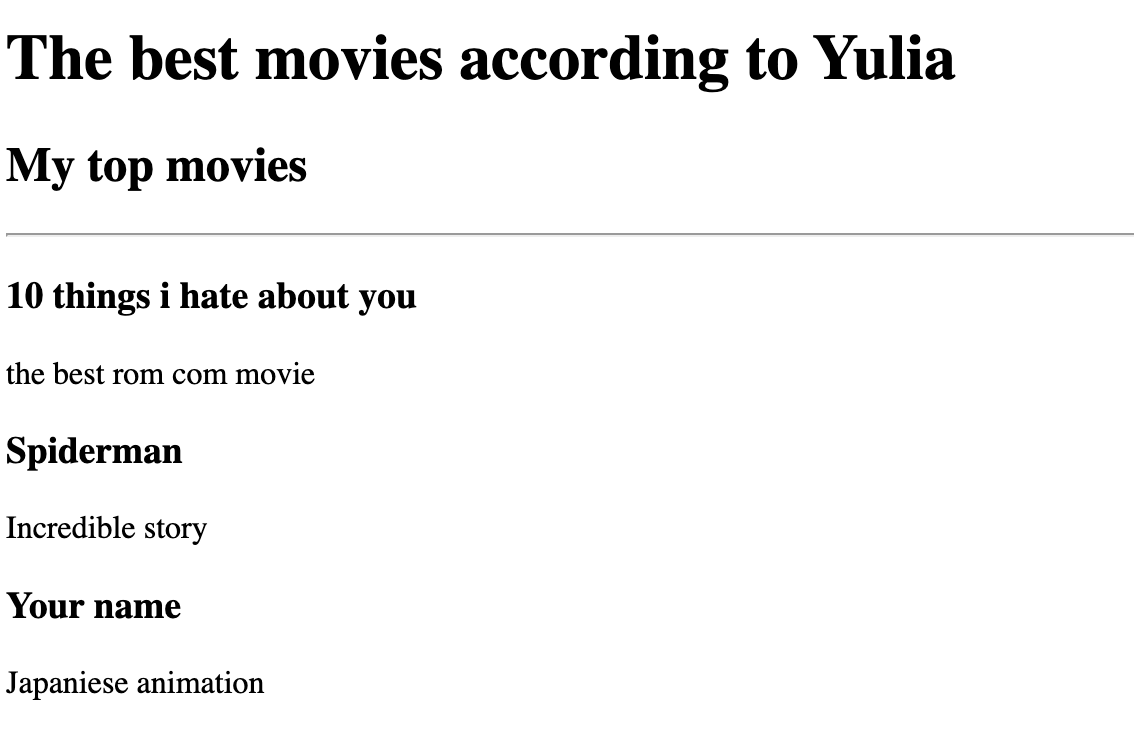 The best movies according to Yulia
My top movies
10 things i hate about you
the best rom com movie
Spiderman
Incredible story
Your name
Japaniese animation